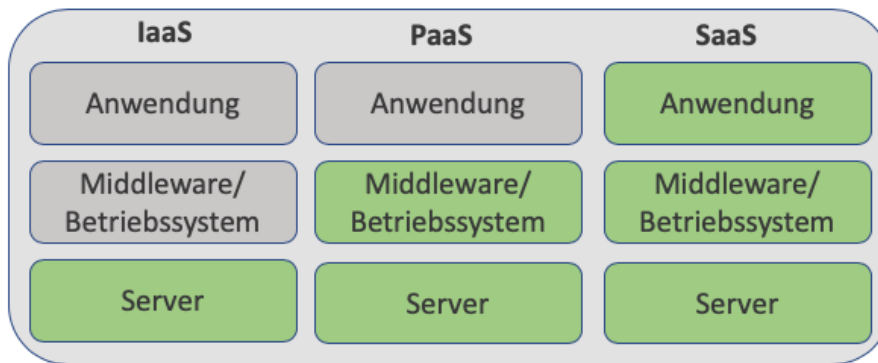 IaaS
PaaS
SaaS
Anwendung
Anwendung
Anwendung
Middleware/
Betriebssystem
Middleware/
Betriebssystem
Middleware/
Betriebssystem
Server
Server
Server